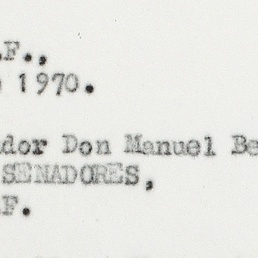 .F.,
1970.
ador Don Manuel Be
SENADORES,
.F.